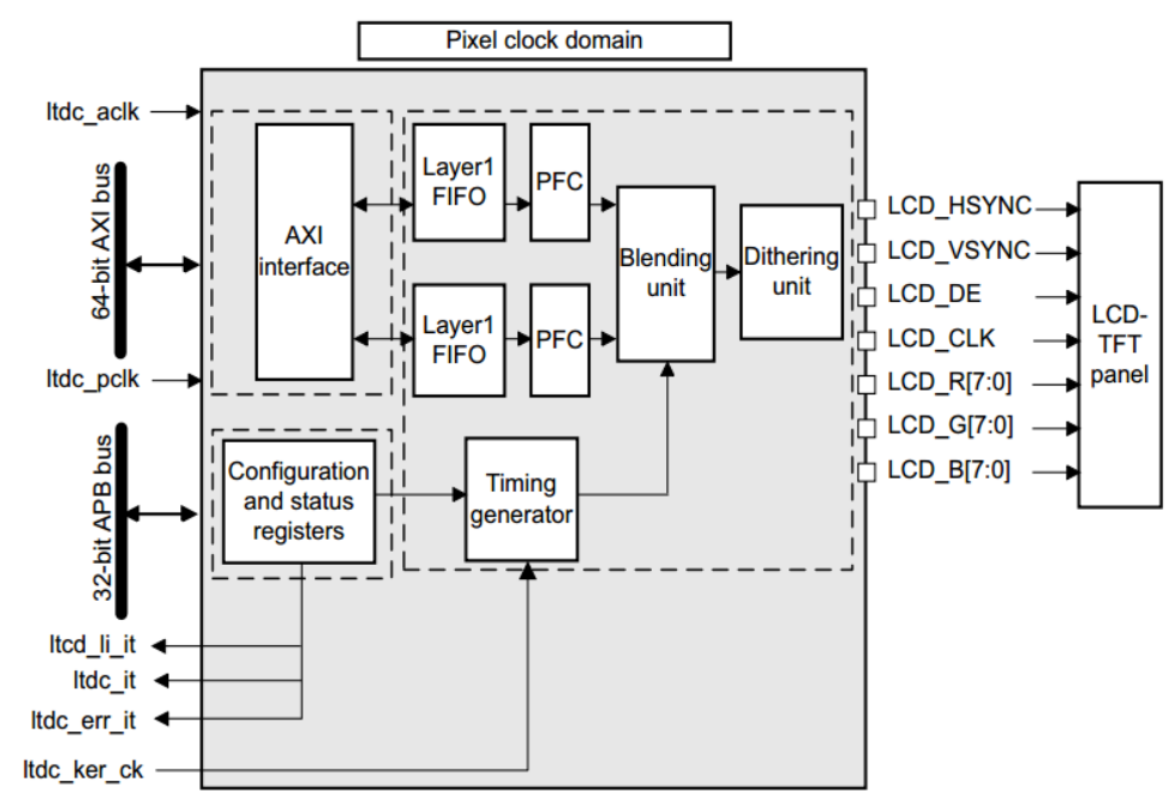 Pixel clock domain
ltdc_aclk
64-bit AXI bus
ltdc_pclk
32-bit APB bus
ltcd_li_it
ltdc_it
ltdc_err_it
ltdc_ker_ck
AXI
interface
Layer1
FIFO
PFC
Layer1
FIFO
PFC
Blending
unit
Dithering
unit
Configuration
and status
registers
Timing
generator
LCD_HSYNC
LCD_VSYNC
LCD_DE
LCD_CLK
LCD_R[7:0]
LCD_G[7:0]
LCD_B[7:0]
LCD-
TFT
panel